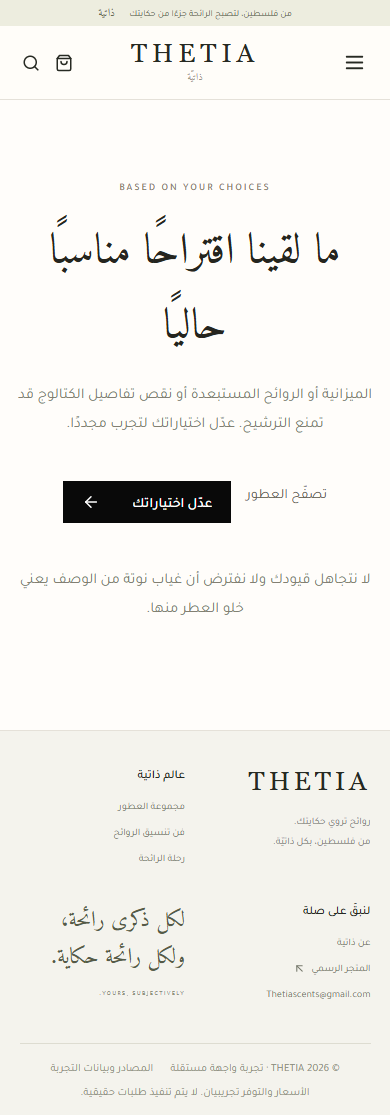 من فلسطين، لتصبح الرائحة جزءًا من حكايتك ذاتيّة
THETIA
ذاتيّة
BASED ON YOUR CHOICES
ما لقينا اقتراحًا مناسبًا
حاليًا
الميزانية أو الروائح المستبعدة أو نقص تفاصيل الكتالوج قد
تمنع الترشيح. عدّل اختياراتك لتجرب مجددًا.
تصفّح العطور
عدّل اختياراتك
لا نتجاهل قيودك ولا نفترض أن غياب نوتة من الوصف يعني
خلو العطر منها.
THETIA
روائح تروي حكايتك.
من فلسطين، بكل ذاتيّة.
عالم ذاتية
مجموعة العطور
فن تنسيق الروائح
رحلة الرائحة
لنبقَ على صلة
عن ذاتية
المتجر الرسمي
Thetiascents@gmail.com
لكل ذكرى رائحة،
ولكل رائحة حكاية.
YOURS, SUBJECTIVELY.
© 2026 THETIA · تجربة واجهة مستقلة المصادر وبيانات التجربة
الأسعار والتوفر تجريبيان. لا يتم تنفيذ طلبات حقيقية.